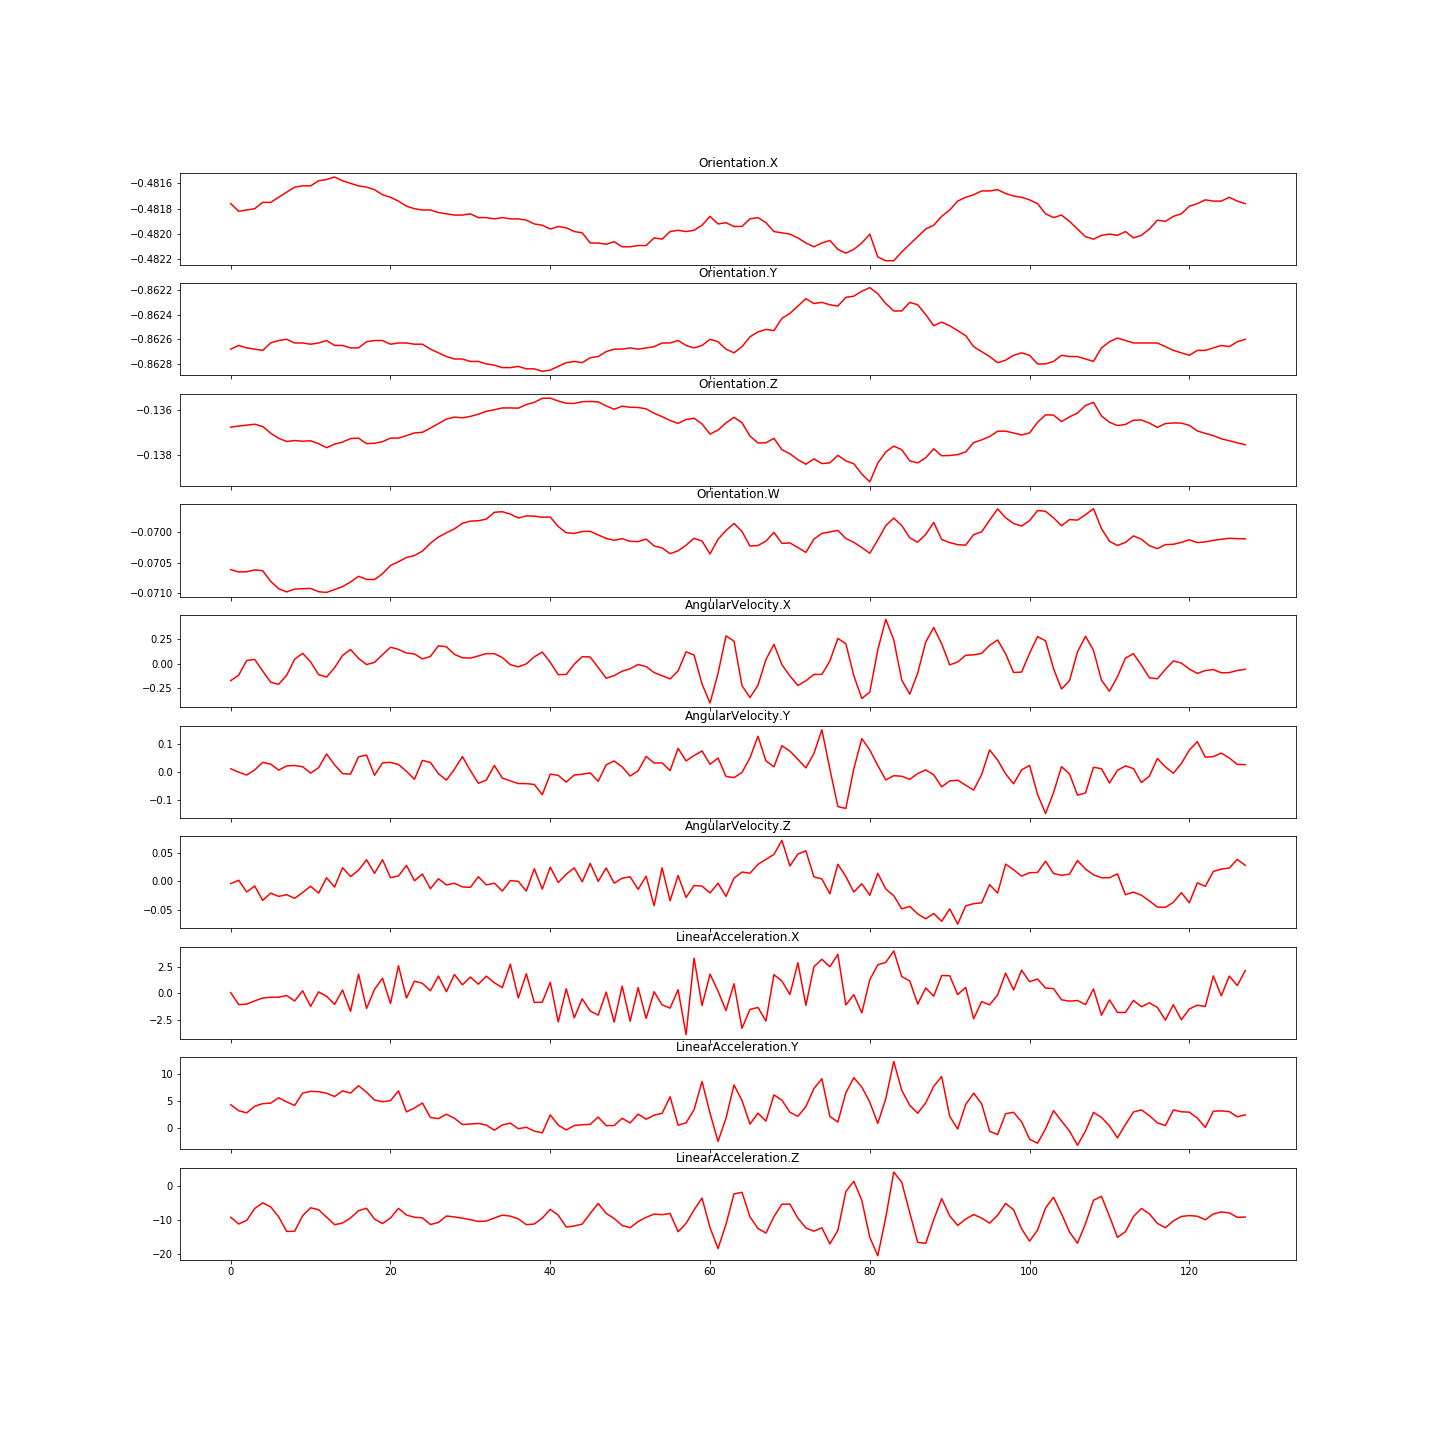 Orientation.X
−0.4816
−0.4818
−0.4820
−0.4822
Orientation.Y
−0.8622
−0.8624
−0.8626
−0.8628
Orientation.Z
−0.136
−0.138
Orientation.W
−0.0700
−0.0705
−0.0710
AngularVelocity.X
0.25
0.00
−0.25
AngularVelocity.Y
0.1
0.0
−0.1
AngularVelocity.Z
0.05
0.00
−0.05
LinearAcceleration.X
2.5
0.0
−2.5
LinearAcceleration.Y
10
5
0
LinearAcceleration.Z
0
−10
−20
0 20 40 60 80 100 120